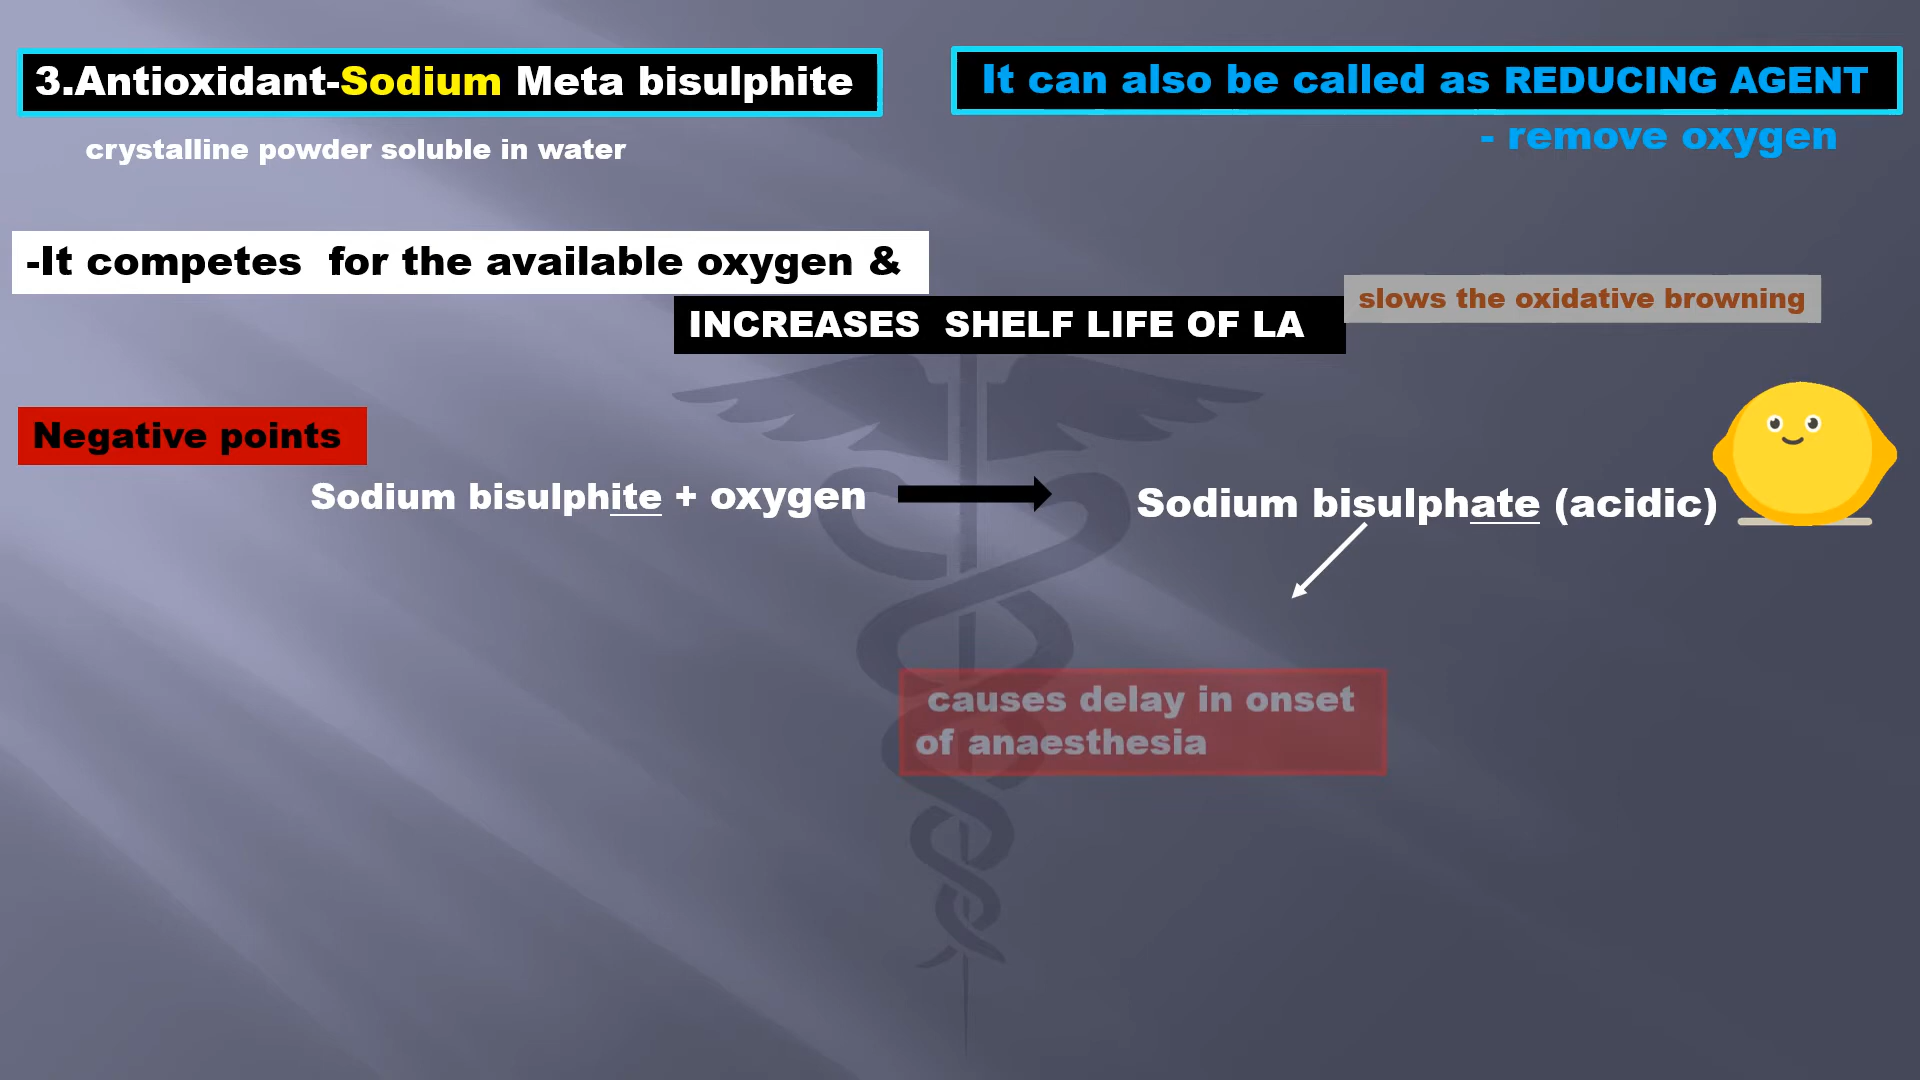 3.Antioxidant-Sodium Meta bisulphite
It can also be called as REDUCING AGENT
crystalline powder soluble in water
- remove oxygen
-It competes for the available oxygen &
INCREASES SHELF LIFE OF LA
slows the oxidative browning
Negative points
Sodium bisulphite + oxygen
Sodium bisulphate (acidic)
causes delay in onset
of anaesthesia